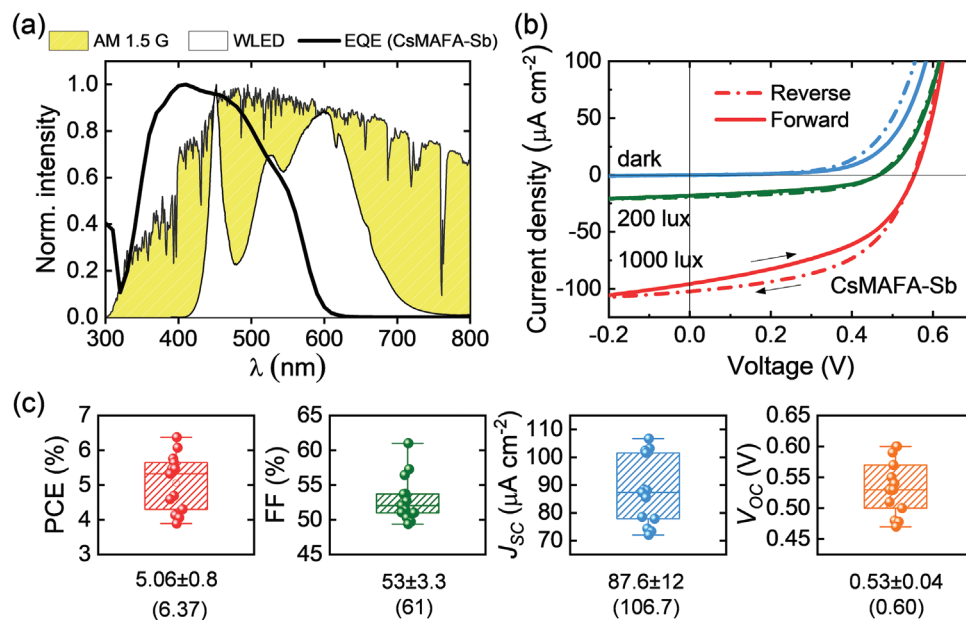 (a)
AM 1.5 G WLED EQE (CsMAFA-Sb)
Norm. intensity
1.0
0.8
0.6
0.4
0.2
0.0
300 400 500 600 700 800
λ (nm)
(b)
Current density (μA cm⁻²)
100
50
0
-50
-100
Reverse
Forward
dark
200 lux
1000 lux
CsMAFA-Sb
-0.2 0.0 0.2 0.4 0.6
Voltage (V)
(c)
PCE (%)
7
6
5
4
3
5.06±0.8
(6.37)
FF (%)
65
60
55
50
45
53±3.3
(61)
JSC (μA cm⁻²)
110
100
90
80
70
87.6±12
(106.7)
VOC (V)
0.65
0.60
0.55
0.50
0.45
0.53±0.04
(0.60)